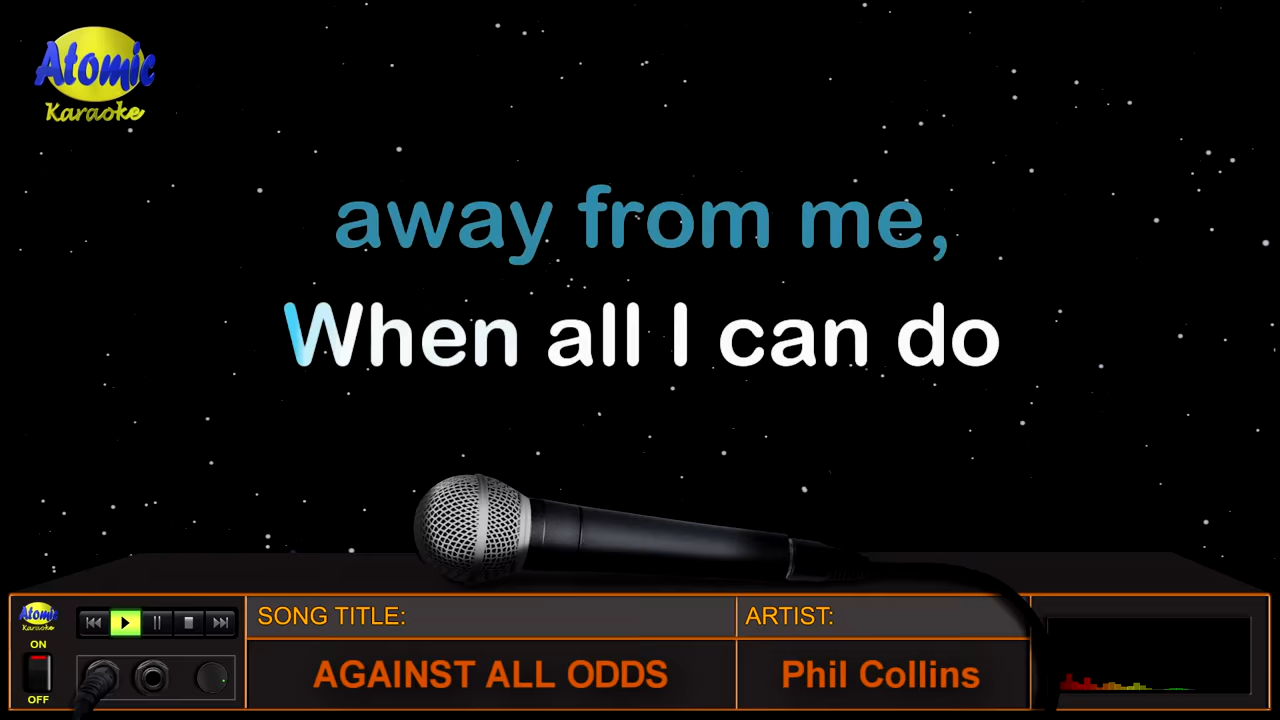 Atomic
Karaoke
away from me,
When all I can do
Atomic
Karaoke
ON
OFF
SONG TITLE:
ARTIST:
AGAINST ALL ODDS
Phil Collins